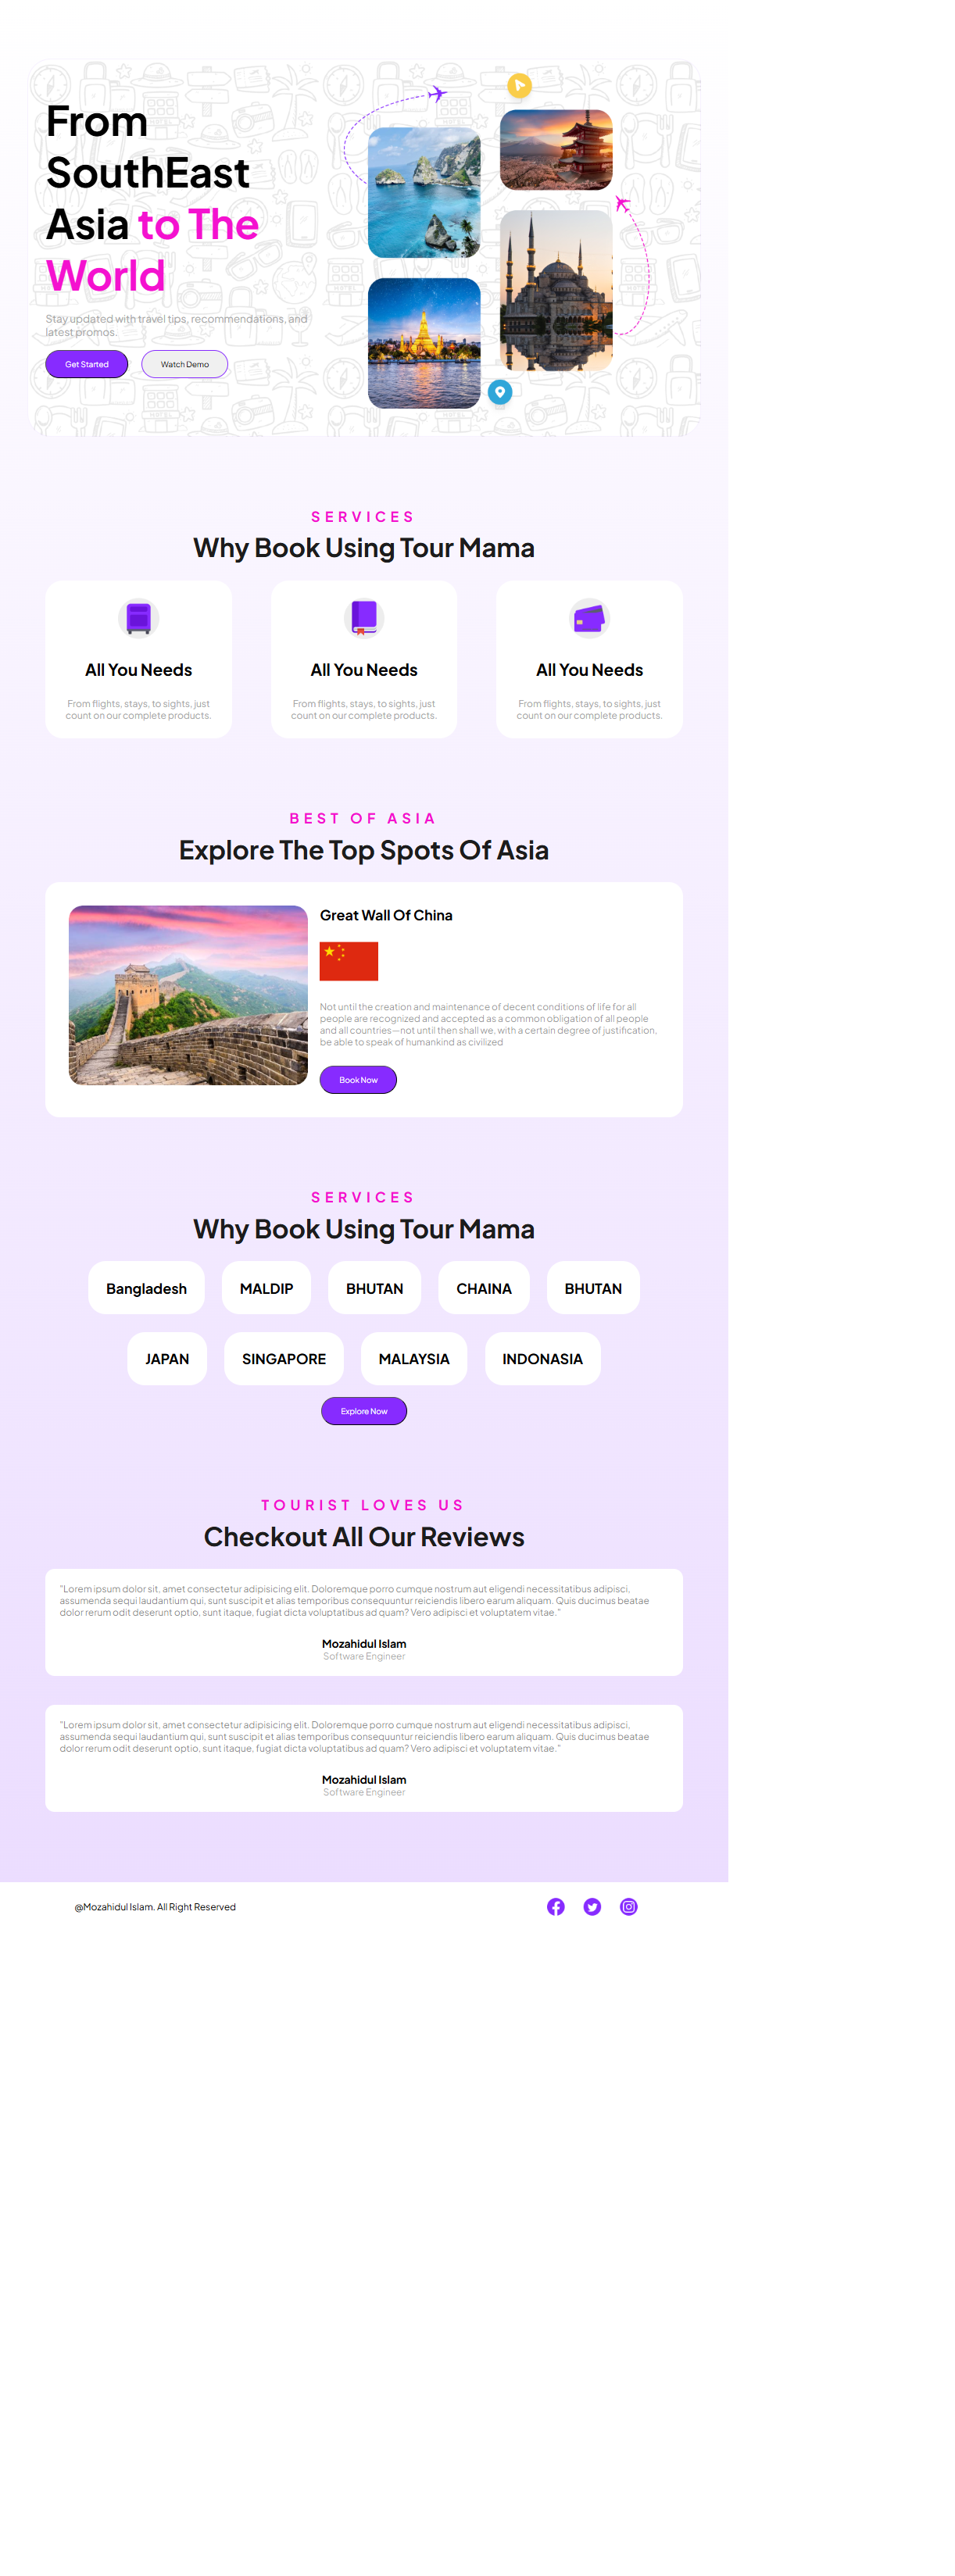 From
SouthEast
Asia to The
World
Stay updated with travel tips, recommendations, and
latest promos.
Get Started
Watch Demo
SERVICES
Why Book Using Tour Mama
All You Needs
From flights, stays, to sights, just
count on our complete products.
All You Needs
From flights, stays, to sights, just
count on our complete products.
All You Needs
From flights, stays, to sights, just
count on our complete products.
BEST OF ASIA
Explore The Top Spots Of Asia
Great Wall Of China
Not until the creation and maintenance of decent conditions of life for all
people are recognized and accepted as a common obligation of all people
and all countries—not until then shall we, with a certain degree of justification,
be able to speak of humankind as civilized
Book Now
SERVICES
Why Book Using Tour Mama
Bangladesh
MALDIP
BHUTAN
CHAINA
BHUTAN
JAPAN
SINGAPORE
MALAYSIA
INDONASIA
Explore Now
TOURIST LOVES US
Checkout All Our Reviews
"Lorem ipsum dolor sit, amet consectetur adipisicing elit. Doloremque porro cumque nostrum aut eligendi necessitatibus adipisci,
assumenda sequi laudantium qui, sunt suscipit et alias temporibus consequuntur reiciendis libero earum aliquam. Quis ducimus beatae
dolor rerum odit deserunt optio, sunt itaque, fugiat dicta voluptatibus ad quam? Vero adipisci et voluptatem vitae."
Mozahidul Islam
Software Engineer
"Lorem ipsum dolor sit, amet consectetur adipisicing elit. Doloremque porro cumque nostrum aut eligendi necessitatibus adipisci,
assumenda sequi laudantium qui, sunt suscipit et alias temporibus consequuntur reiciendis libero earum aliquam. Quis ducimus beatae
dolor rerum odit deserunt optio, sunt itaque, fugiat dicta voluptatibus ad quam? Vero adipisci et voluptatem vitae."
Mozahidul Islam
Software Engineer
@Mozahidul Islam. All Right Reserved